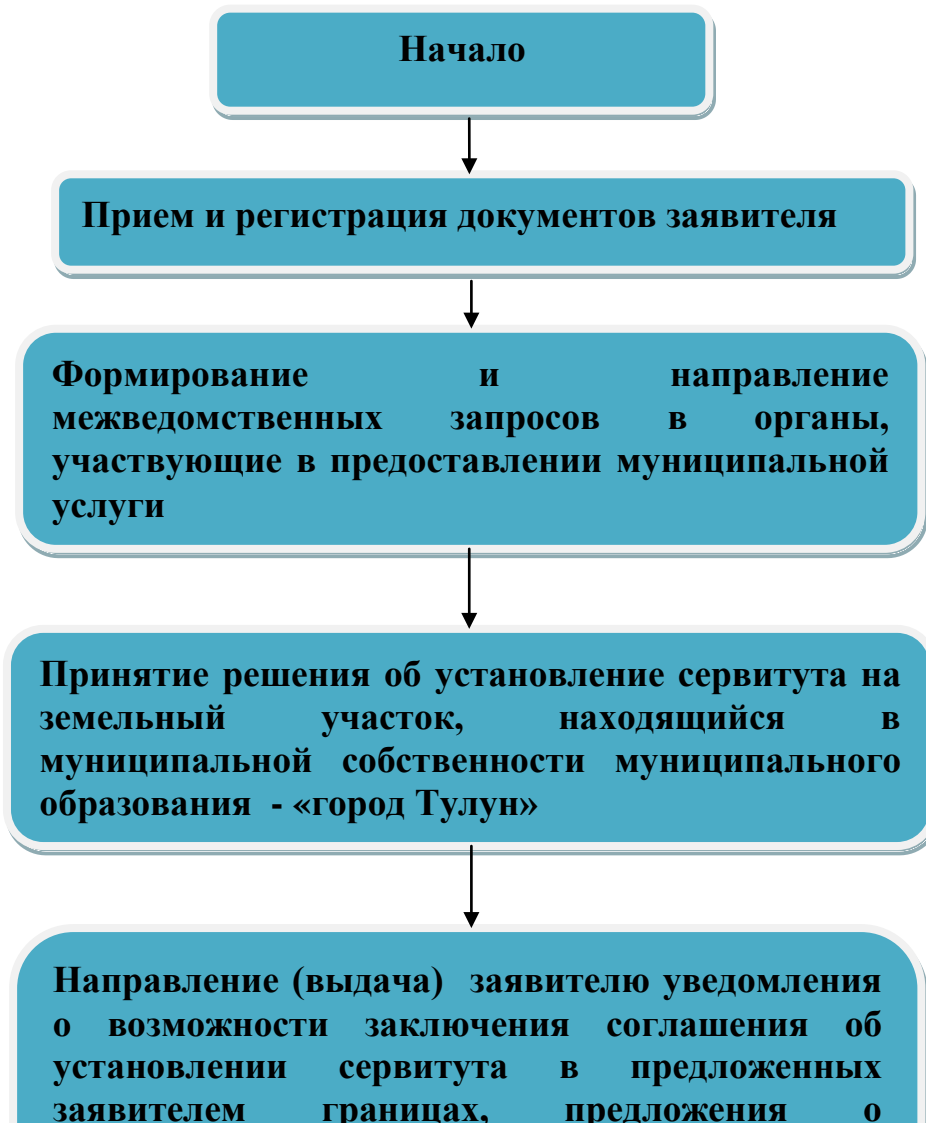 Начало
Прием и регистрация документов заявителя
Формирование и направление
межведомственных запросов в органы,
участвующие в предоставлении муниципальной
услуги
Принятие решения об установление сервитута на
земельный участок, находящийся в
муниципальной собственности муниципального
образования - «город Тулун»
Направление (выдача) заявителю уведомления
о возможности заключения соглашения об
установлении сервитута в предложенных
заявителем границах, предложения о